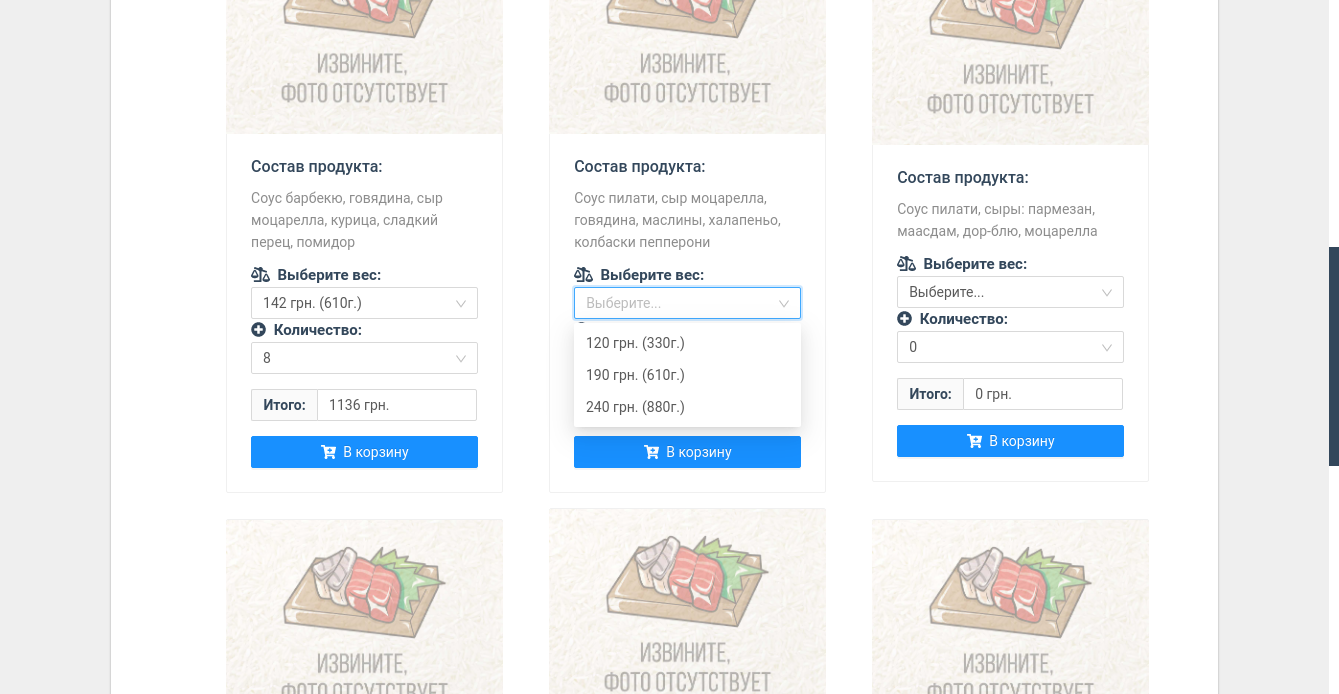 ИЗВИНИТЕ,
ФОТО ОТСУТСТВУЕТ
Состав продукта:
Соус барбекю, говядина, сыр
моцарелла, курица, сладкий
перец, помидор
Выберите вес:
142 грн. (610г.)
Количество:
8
Итого: 1136 грн.
В корзину
ИЗВИНИТЕ,
ФОТО ОТСУТСТВУЕТ
Состав продукта:
Соус пилати, сыр моцарелла,
говядина, маслины, халапеньо,
колбаски пепперони
Выберите вес:
Выберите...
120 грн. (330г.)
190 грн. (610г.)
240 грн. (880г.)
В корзину
ИЗВИНИТЕ,
ФОТО ОТСУТСТВУЕТ
Состав продукта:
Соус пилати, сыры: пармезан,
маасдам, дор-блю, моцарелла
Выберите вес:
Выберите...
Количество:
0
Итого: 0 грн.
В корзину
ИЗВИНИТЕ,
ФОТО ОТСУТСТВУЕТ
ИЗВИНИТЕ,
ФОТО ОТСУТСТВУЕТ
ИЗВИНИТЕ,
ФОТО ОТСУТСТВУЕТ